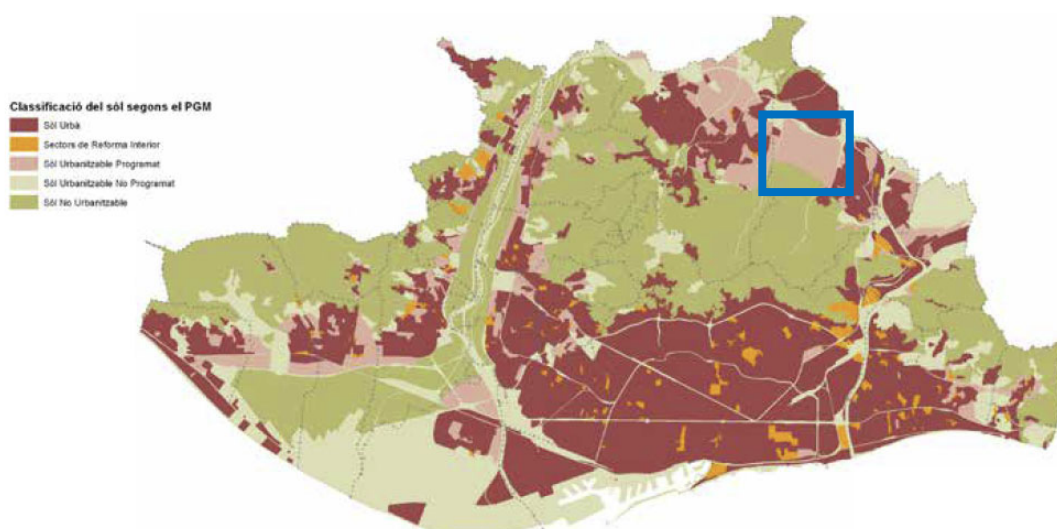 Classificació del sòl segons el PGM
Sòl Urbà
Sectors de Reforma Interior
Sòl Urbanitzable Programat
Sòl Urbanitzable No Programat
Sòl No Urbanitzable